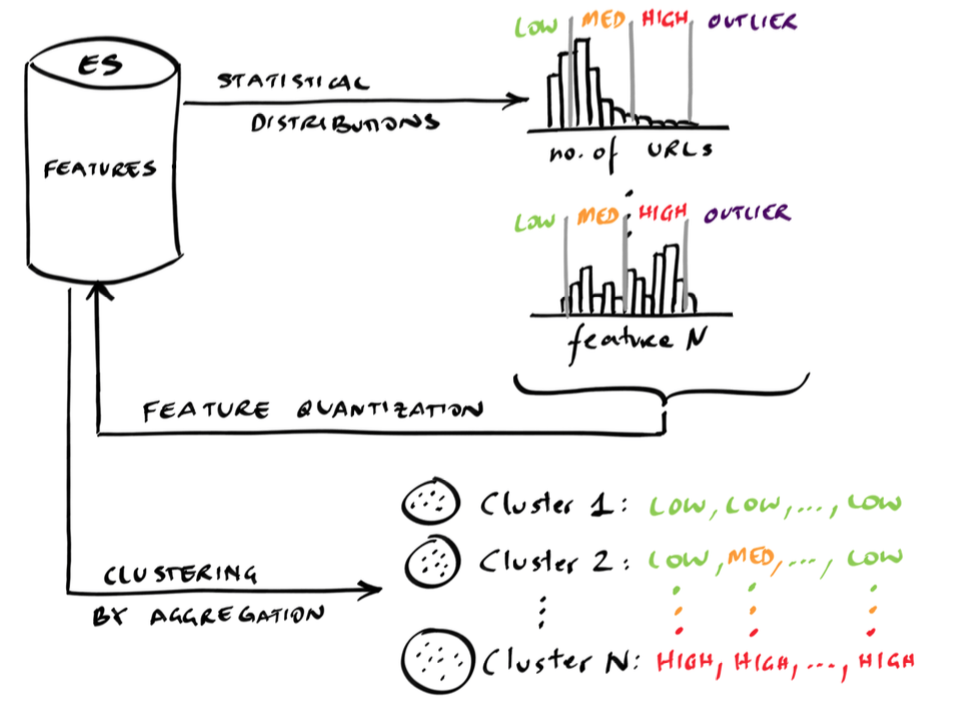 ES
FEATURES
STATISTICAL
DISTRIBUTIONS
LOW MED HIGH OUTLIER
no. of URLs
LOW MED HIGH OUTLIER
feature N
FEATURE QUANTIZATION
CLUSTERING
BY AGGREGATION
Cluster 1: LOW, LOW, ..., LOW
Cluster 2: LOW, MED, ..., LOW
Cluster N: HIGH, HIGH, ..., HIGH